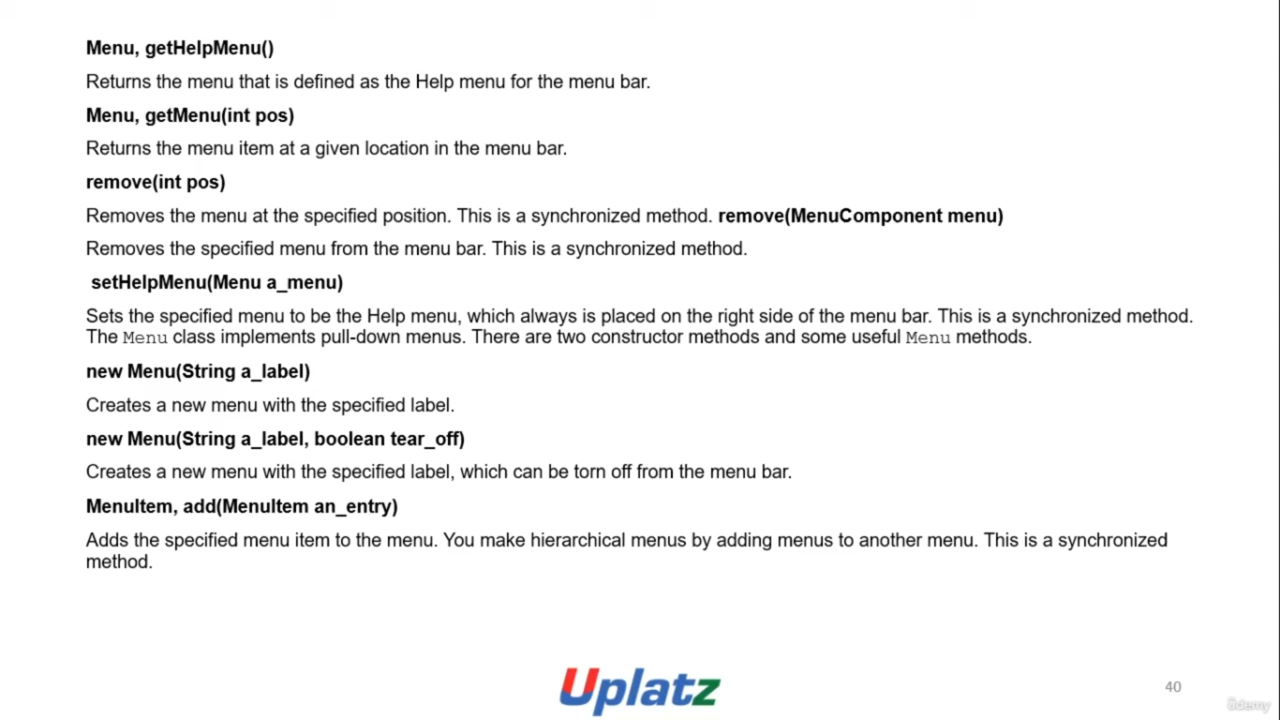 Menu, getHelpMenu()
Returns the menu that is defined as the Help menu for the menu bar.
Menu, getMenu(int pos)
Returns the menu item at a given location in the menu bar.
remove(int pos)
Removes the menu at the specified position. This is a synchronized method. remove(MenuComponent menu)
Removes the specified menu from the menu bar. This is a synchronized method.
setHelpMenu(Menu a_menu)
Sets the specified menu to be the Help menu, which always is placed on the right side of the menu bar. This is a synchronized method.
The Menu class implements pull-down menus. There are two constructor methods and some useful Menu methods.
new Menu(String a_label)
Creates a new menu with the specified label.
new Menu(String a_label, boolean tear_off)
Creates a new menu with the specified label, which can be torn off from the menu bar.
MenuItem, add(MenuItem an_entry)
Adds the specified menu item to the menu. You make hierarchical menus by adding menus to another menu. This is a synchronized
method.
Uplatz
40
ûdemy